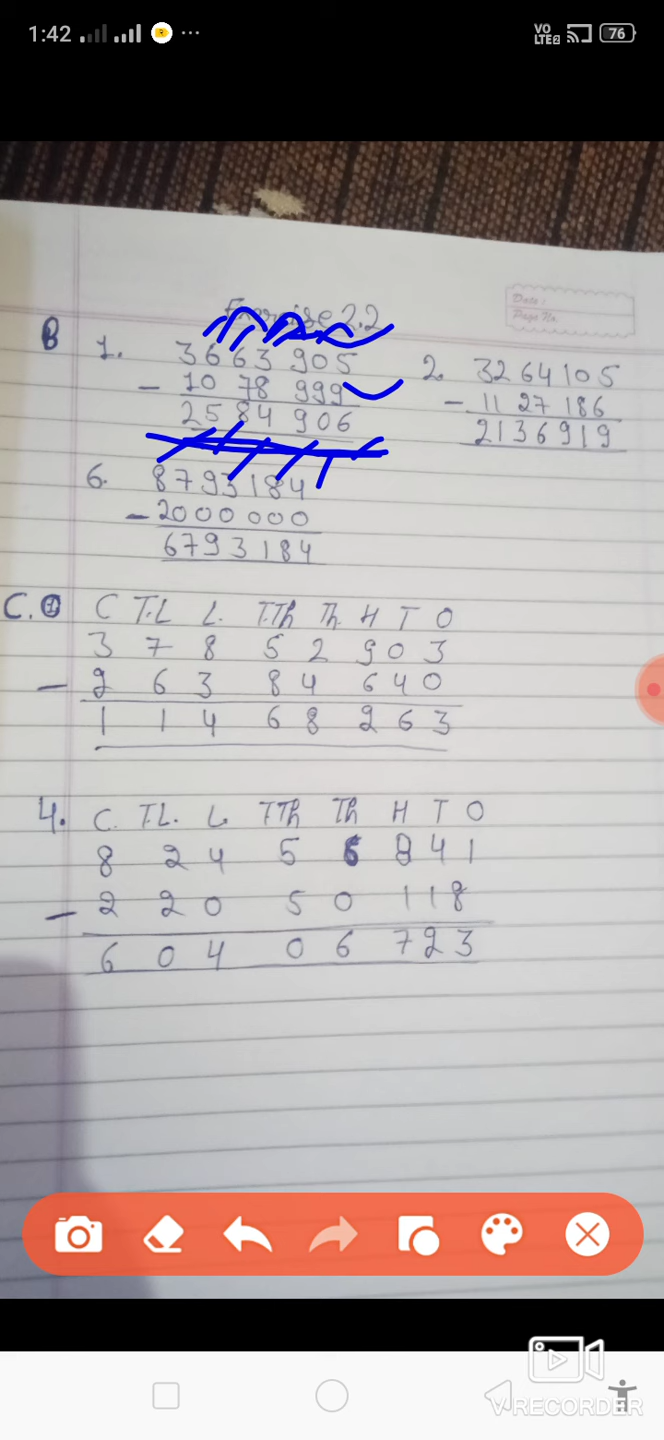 1:42
VO LTE2 76
Exercise 2.2
Date :
Page No.
B 1. 3663905
- 1078999
2584906
2. 3264105
- 1127186
2136919
6. 8793184
- 2000000
6793184
C. 1 C T.L L. T.Th Th H T O
3 7 8 5 2 9 0 3
- 2 6 3 8 4 6 4 0
1 1 4 6 8 2 6 3
4. C. T.L. L. T Th Th H T O
8 2 4 5 6 8 4 1
- 2 2 0 5 0 1 1 8
6 0 4 0 6 7 2 3
V RECORDER